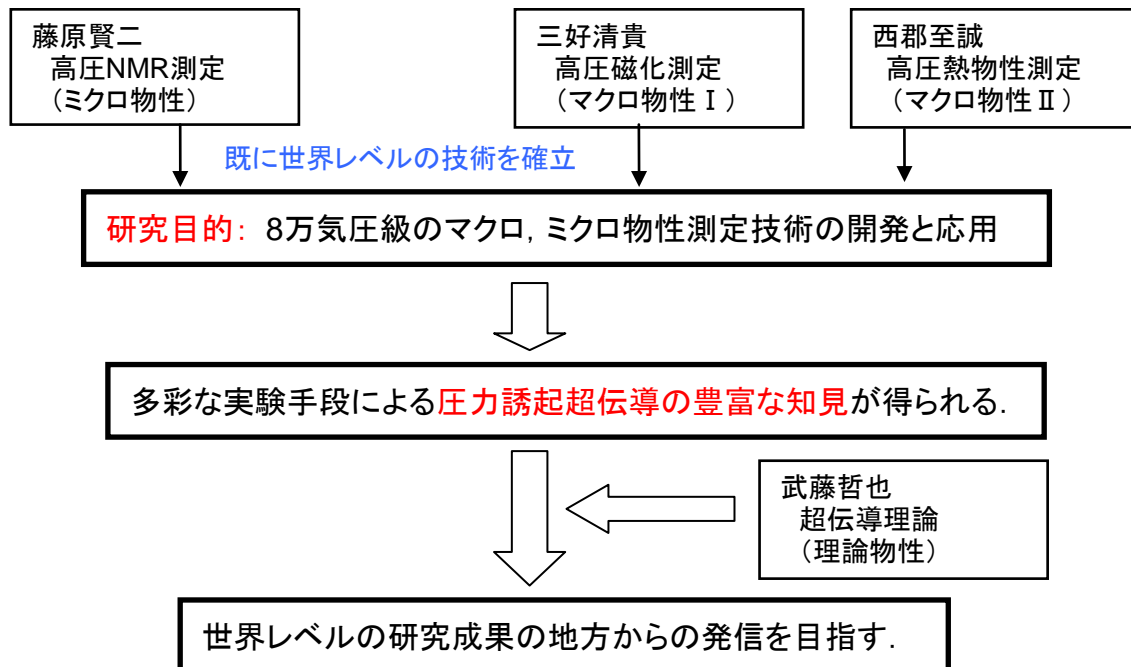 藤原賢二
高圧NMR測定
(ミクロ物性)
三好清貴
高圧磁化測定
(マクロ物性Ⅰ)
西郡至誠
高圧熱物性測定
(マクロ物性Ⅱ)
既に世界レベルの技術を確立
研究目的: 8万気圧級のマクロ, ミクロ物性測定技術の開発と応用
多彩な実験手段による圧力誘起超伝導の豊富な知見が得られる.
武藤哲也
超伝導理論
(理論物性)
世界レベルの研究成果の地方からの発信を目指す.